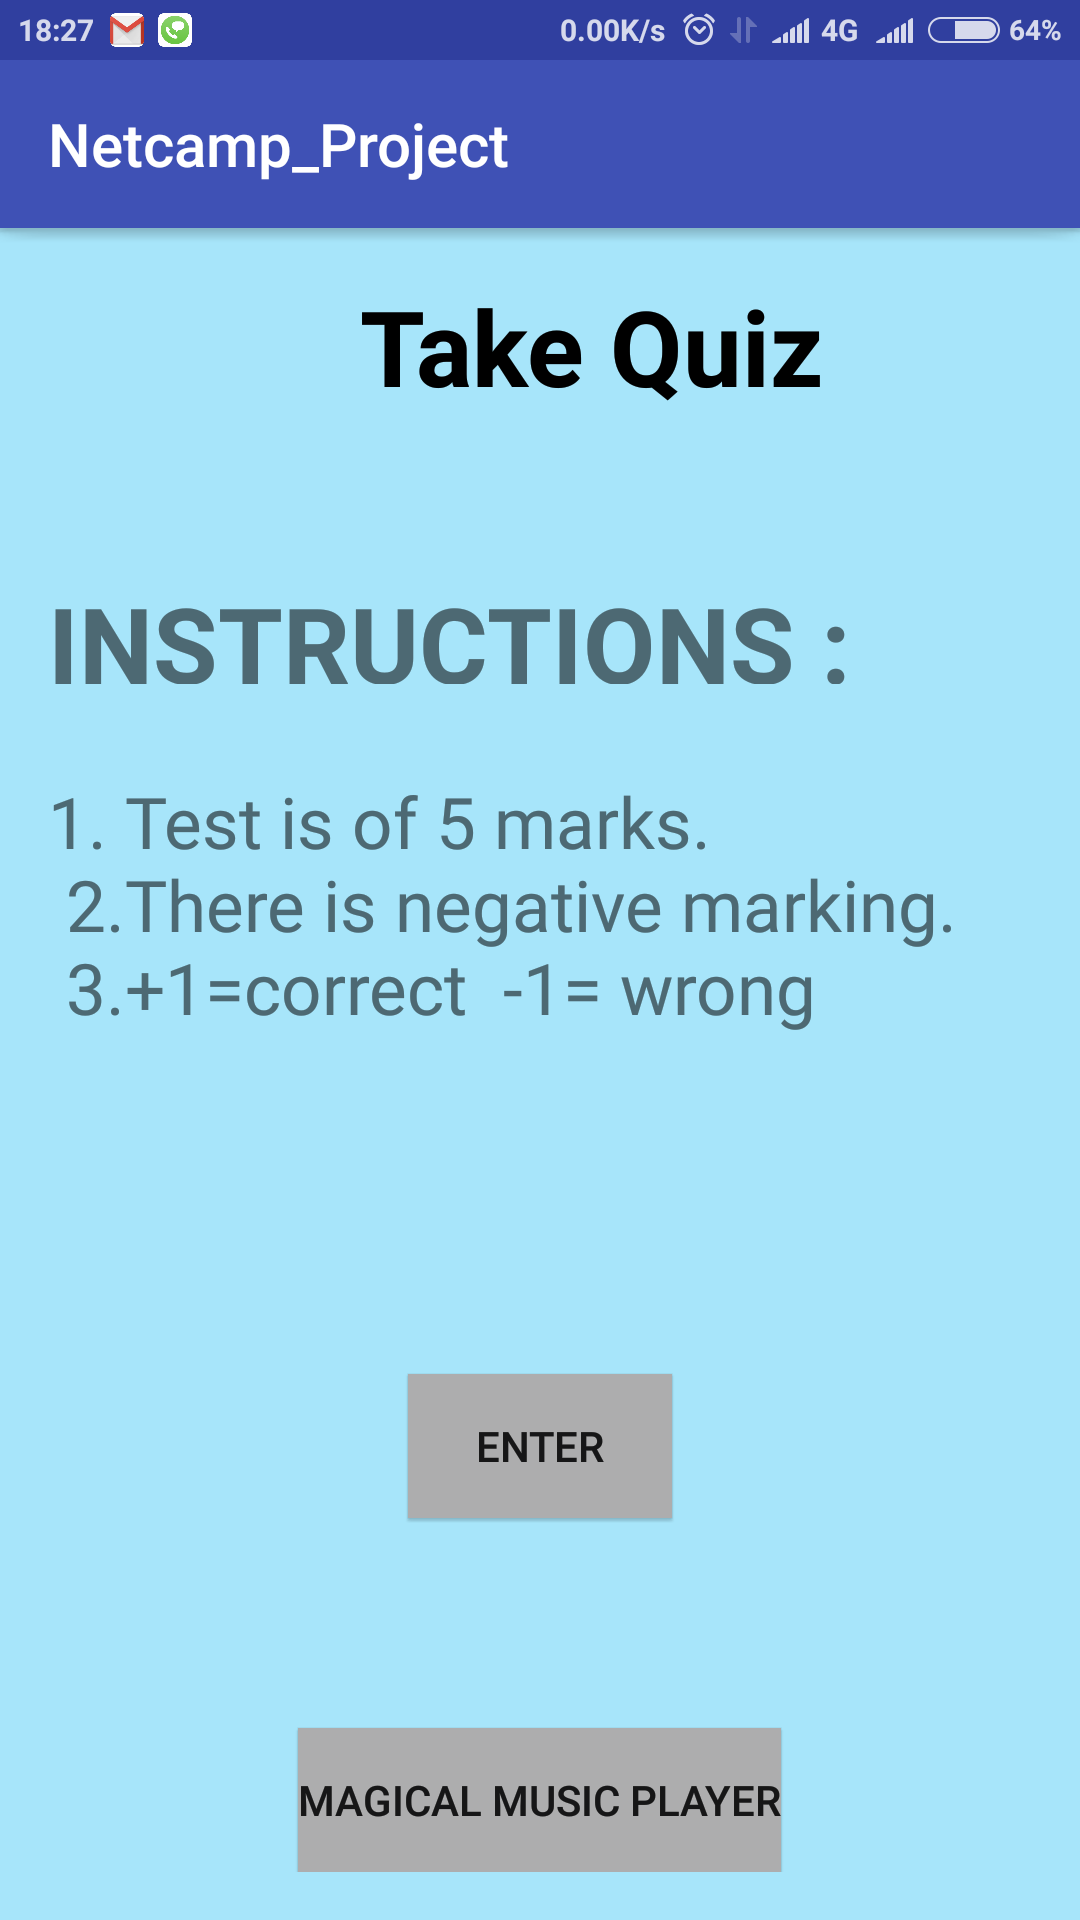 18:27 0.00K/s 4G 64%
Netcamp_Project
Take Quiz
INSTRUCTIONS :
1. Test is of 5 marks.
2.There is negative marking.
3.+1=correct  -1= wrong
ENTER
MAGICAL MUSIC PLAYER